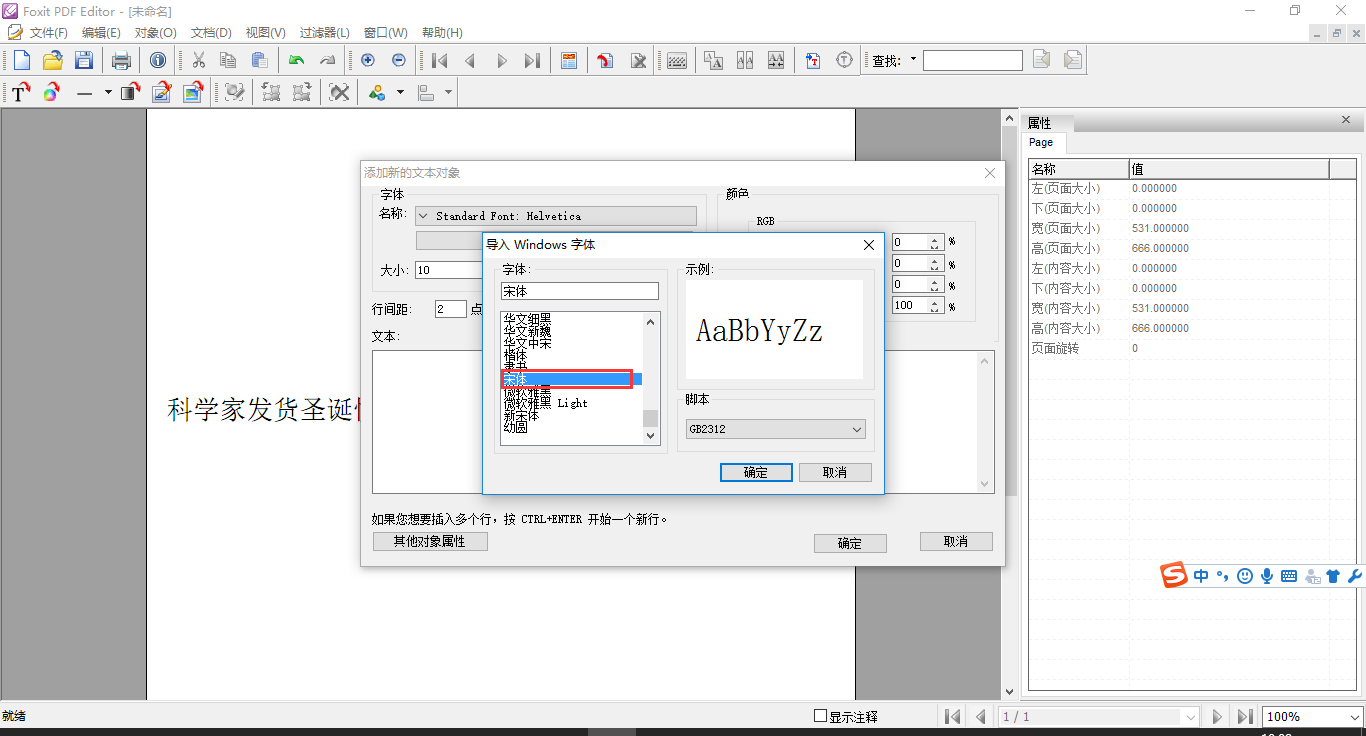 Foxit PDF Editor - [未命名]
文件(F) 编辑(E) 对象(O) 文档(D) 视图(V) 过滤器(L) 窗口(W) 帮助(H)
查找:
属性
Page
名称 值
左(页面大小) 0.000000
下(页面大小) 0.000000
宽(页面大小) 531.000000
高(页面大小) 666.000000
左(内容大小) 0.000000
下(内容大小) 0.000000
宽(内容大小) 531.000000
高(内容大小) 666.000000
页面旋转 0
科学家发货圣诞
添加新的文本对象
字体
名称: Standard Font: Helvetica
大小: 10
行间距: 2 点
文本:
颜色
RGB
0 %
0 %
0 %
100 %
导入 Windows 字体
字体:
宋体
华文细黑
华文新魏
华文中宋
楷体
隶书
宋体
微软雅黑
微软雅黑 Light
新宋体
幼圆
示例:
AaBbYyZz
脚本
GB2312
确定 取消
如果您想要插入多个行，按 CTRL+ENTER 开始一个新行。
其他对象属性 确定 取消
中
就绪 显示注释 1 / 1 100%